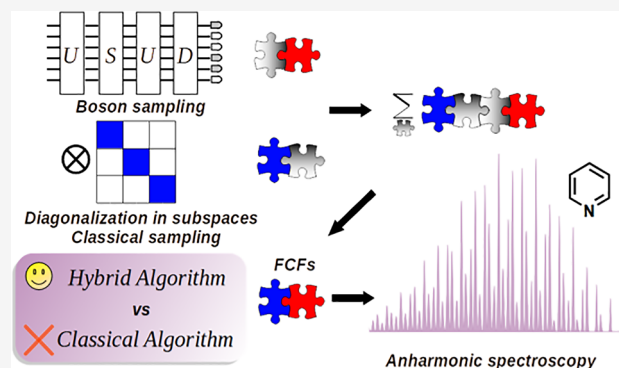 U S U D
Boson sampling
Σ
⊗
Diagonalization in subspaces
Classical sampling
N
FCFs
Hybrid Algorithm
vs
Classical Algorithm
Anharmonic spectroscopy